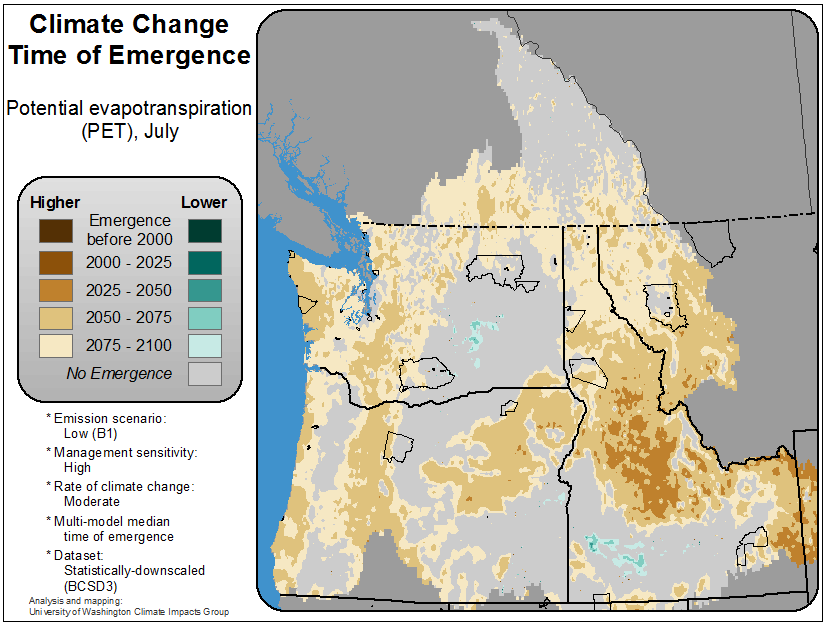 Climate Change
Time of Emergence
Potential evapotranspiration
(PET), July
Higher Lower
Emergence
before 2000
2000 - 2025
2025 - 2050
2050 - 2075
2075 - 2100
No Emergence
* Emission scenario:
Low (B1)
* Management sensitivity:
High
* Rate of climate change:
Moderate
* Multi-model median
time of emergence
* Dataset:
Statistically-downscaled
(BCSD3)
Analysis and mapping:
University of Washington Climate Impacts Group